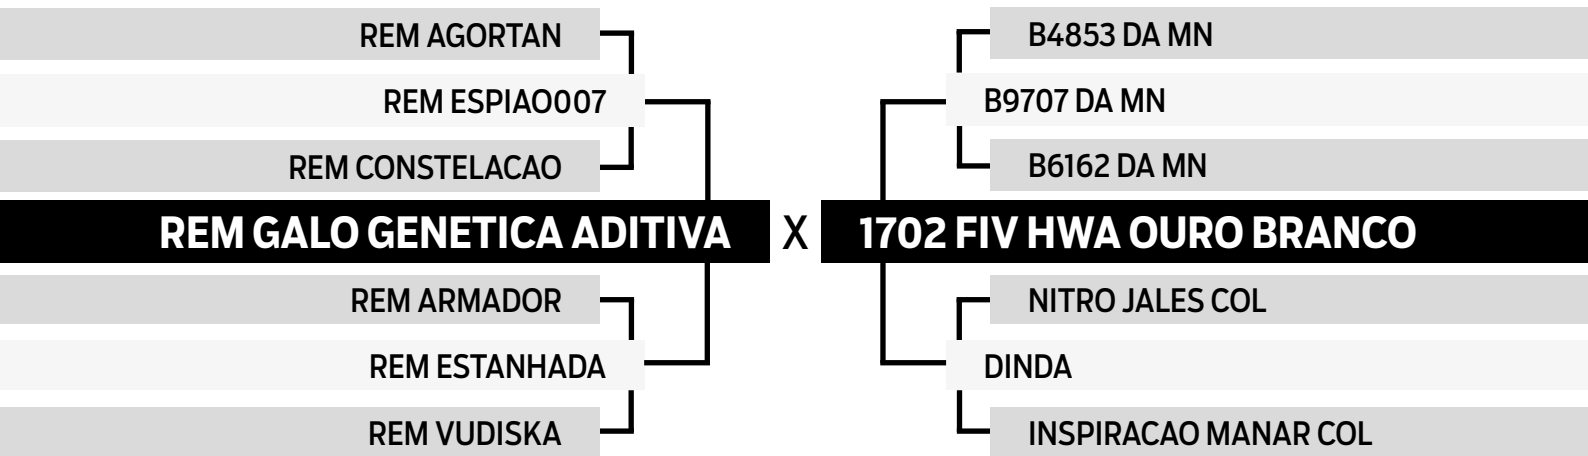 REM AGORTAN
REM ESPIAO007
REM CONSTELACAO
REM GALO GENETICA ADITIVA
REM ARMADOR
REM ESTANHADA
REM VUDISKA
X
B4853 DA MN
B9707 DA MN
B6162 DA MN
1702 FIV HWA OURO BRANCO
NITRO JALES COL
DINDA
INSPIRACAO MANAR COL